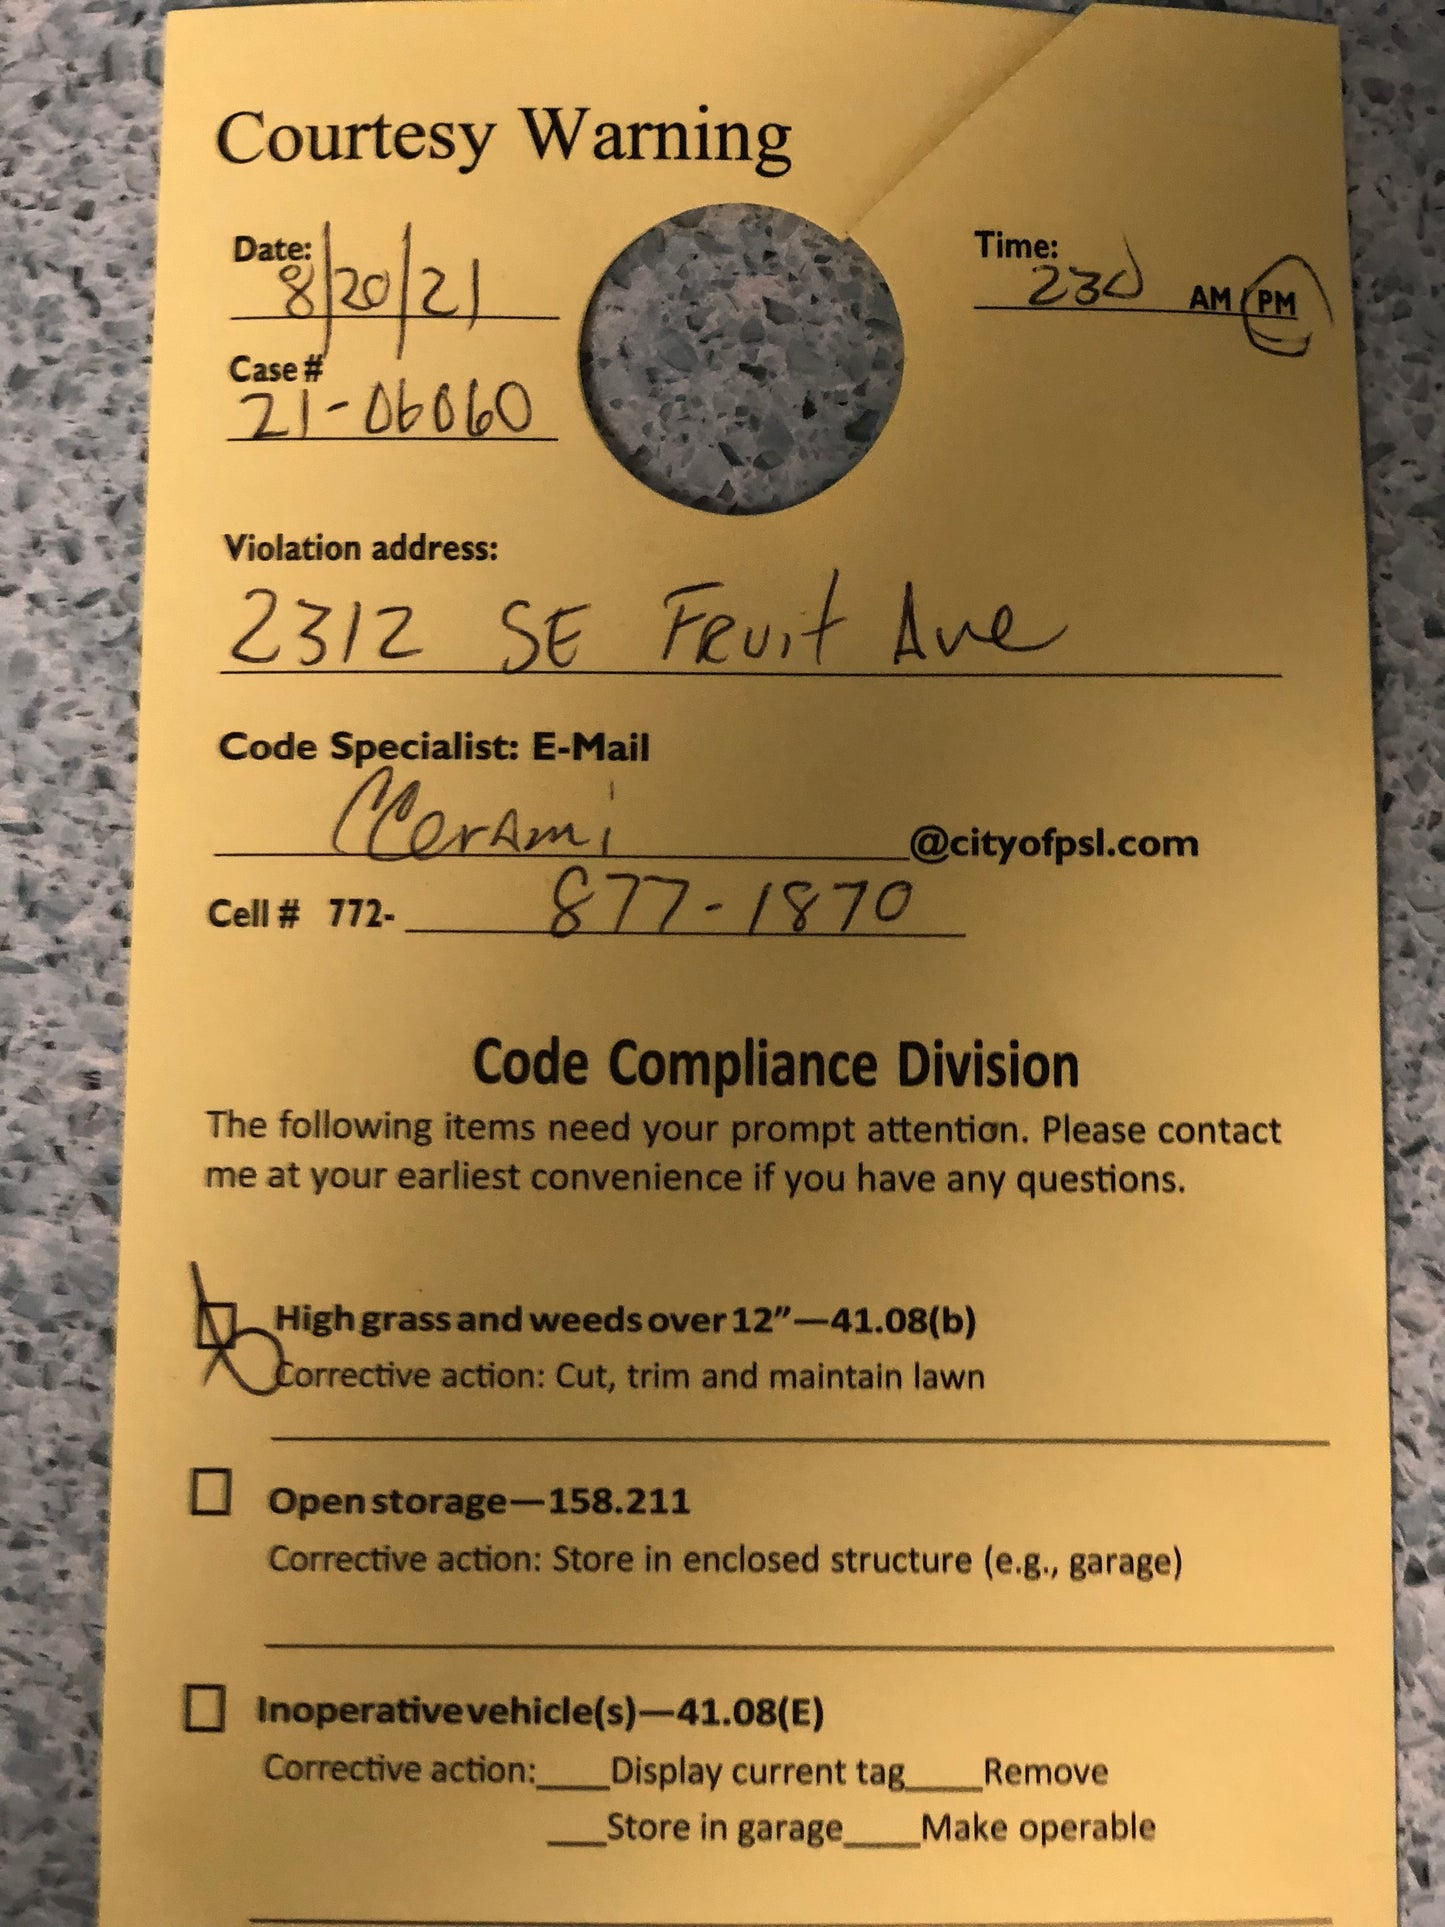 Courtesy Warning
Date: 8/20/21
Time: 230 AM PM
Case # 21-06060
Violation address:
2312 SE Fruit Ave
Code Specialist: E-Mail
CCerami @cityofpsl.com
Cell # 772- 877-1870
Code Compliance Division
The following items need your prompt attention. Please contact
me at your earliest convenience if you have any questions.
High grass and weeds over 12”—41.08(b)
Corrective action: Cut, trim and maintain lawn
Open storage—158.211
Corrective action: Store in enclosed structure (e.g., garage)
Inoperative vehicle(s)—41.08(E)
Corrective action:____Display current tag____Remove
___Store in garage____Make operable